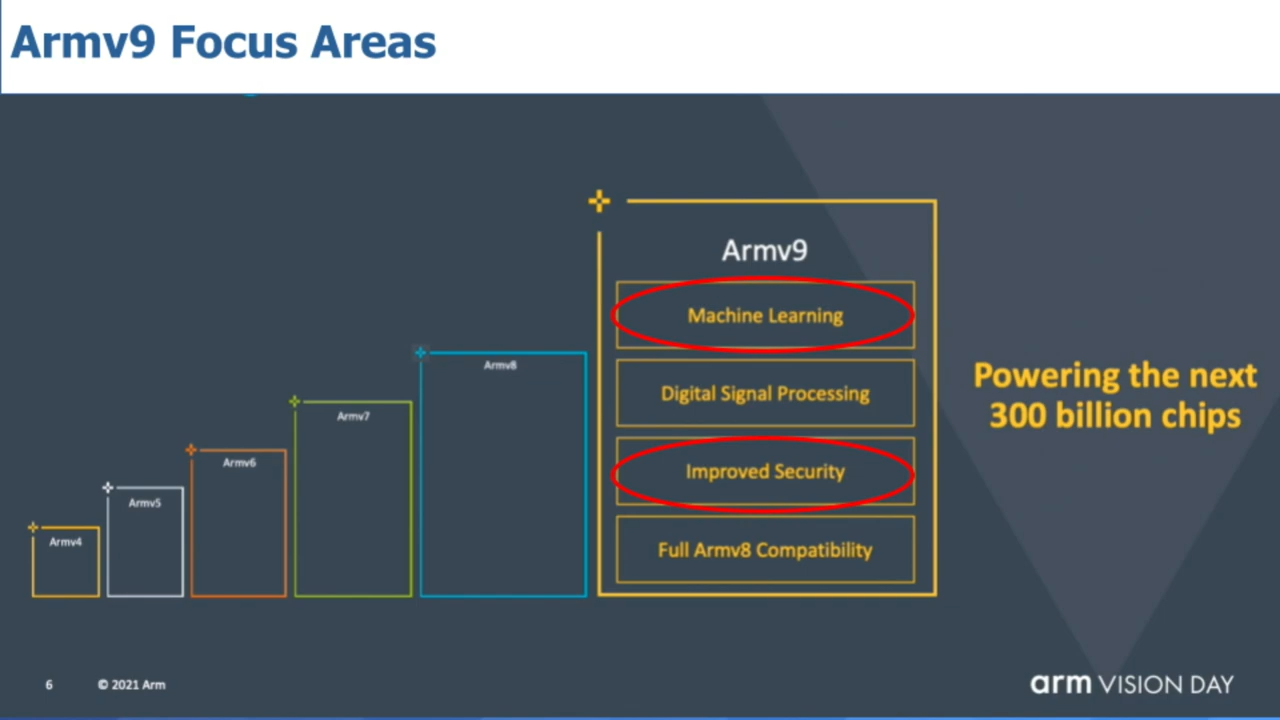 Armv9 Focus Areas
Armv4
Armv5
Armv6
Armv7
Armv8
Armv9
Machine Learning
Digital Signal Processing
Improved Security
Full Armv8 Compatibility
Powering the next
300 billion chips
6 © 2021 Arm
arm VISION DAY